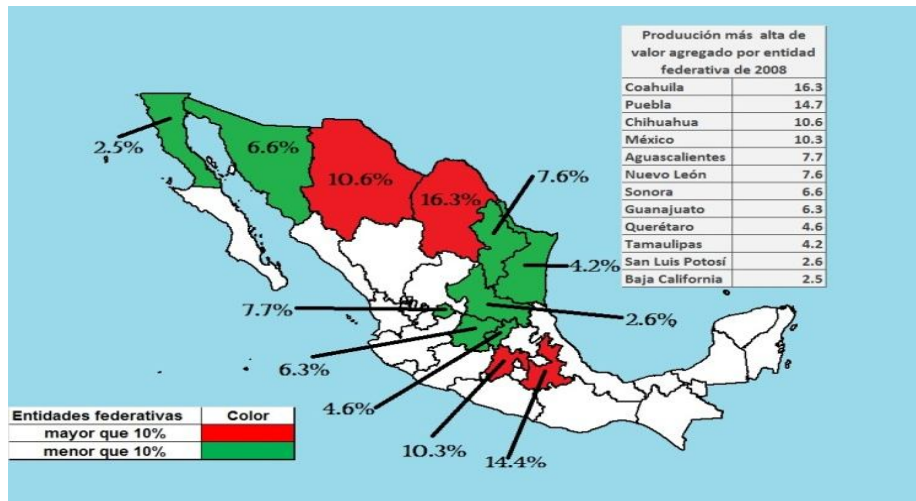 Produución más alta de
valor agregado por entidad
federativa de 2008
Coahuila 16.3
Puebla 14.7
Chihuahua 10.6
México 10.3
Aguascalientes 7.7
Nuevo León 7.6
Sonora 6.6
Guanajuato 6.3
Querétaro 4.6
Tamaulipas 4.2
San Luis Potosí 2.6
Baja California 2.5
2.5%
6.6%
10.6%
16.3%
7.6%
4.2%
7.7%
2.6%
6.3%
4.6%
10.3%
14.4%
Entidades federativas Color
mayor que 10%
menor que 10%